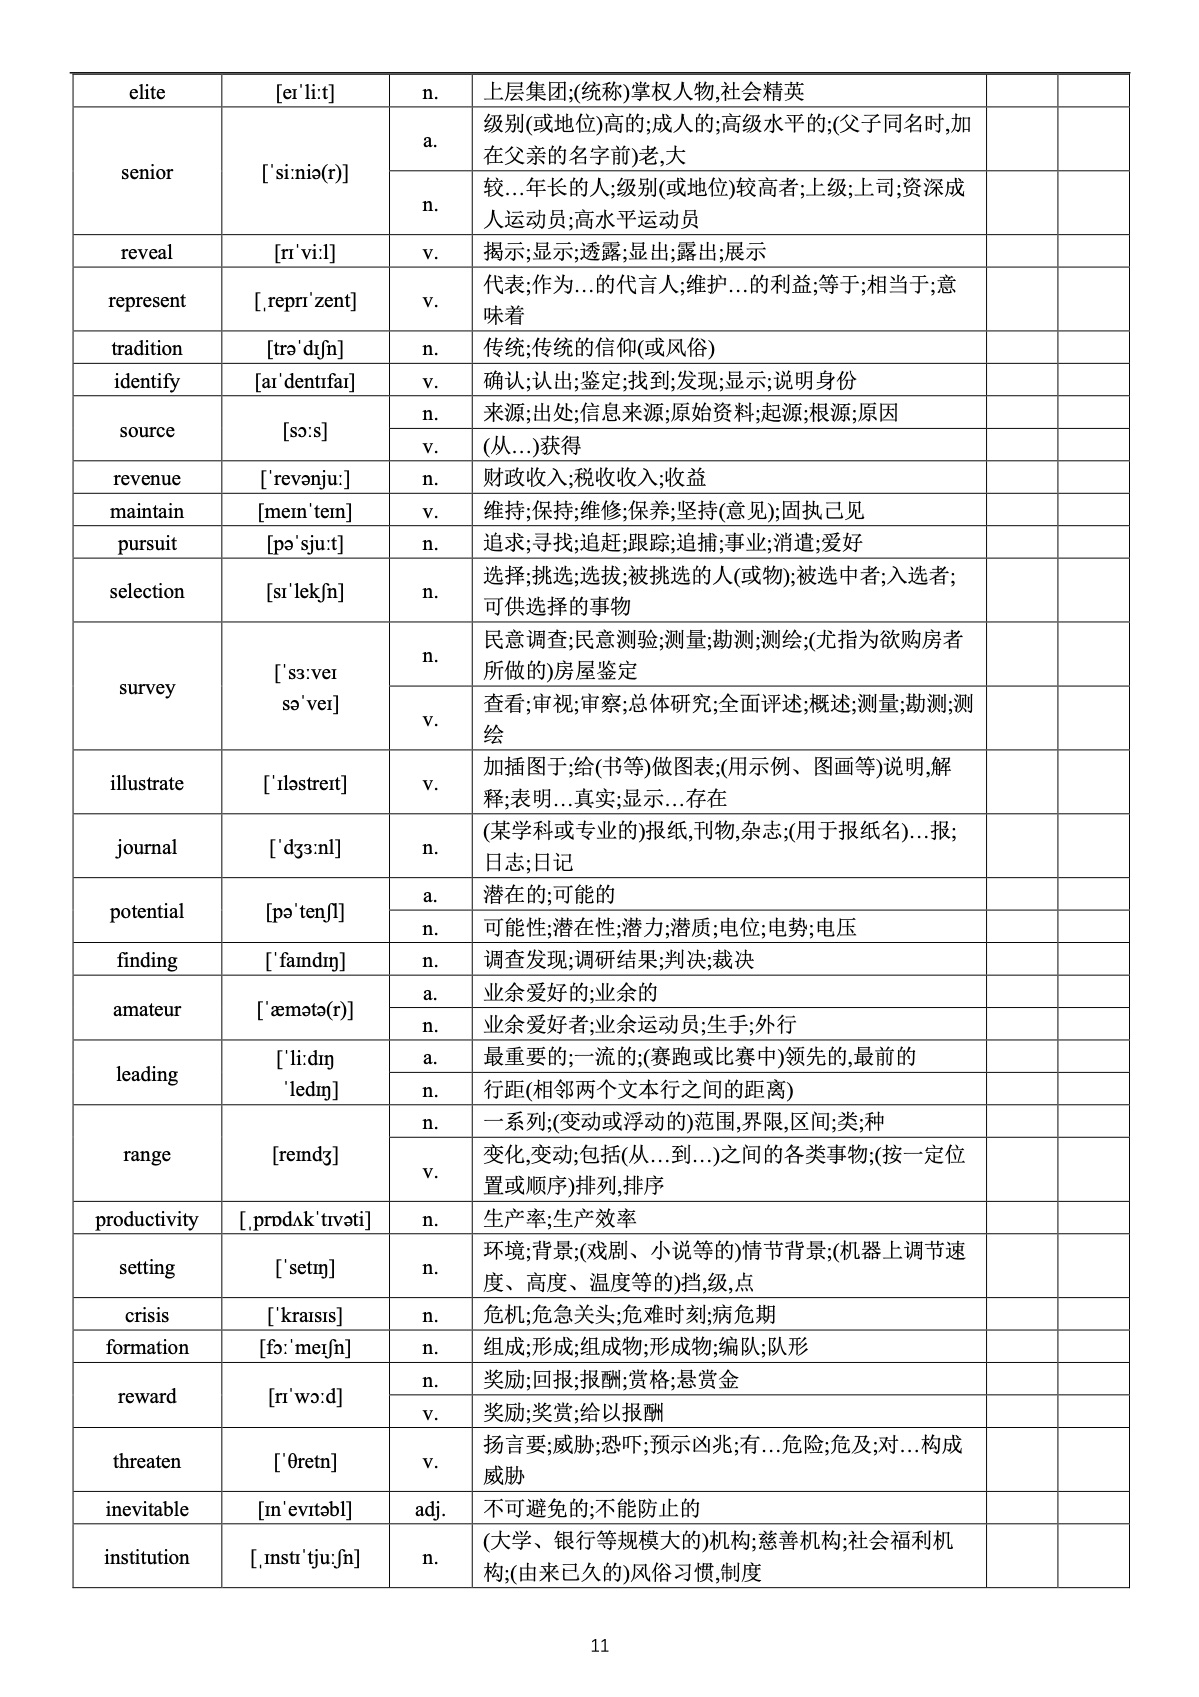 elite [eɪˈliːt] n. 上层集团;(统称)掌权人物,社会精英
senior [ˈsiːniə(r)] a. 级别(或地位)高的;成人的;高级水平的;(父子同名时,加
在父亲的名字前)老,大
n. 较…年长的人;级别(或地位)较高者;上级;上司;资深成
人运动员;高水平运动员
reveal [rɪˈviːl] v. 揭示;显示;透露;显出;露出;展示
represent [ˌreprɪˈzent] v. 代表;作为…的代言人;维护…的利益;等于;相当于;意
味着
tradition [trəˈdɪʃn] n. 传统;传统的信仰(或风俗)
identify [aɪˈdentɪfaɪ] v. 确认;认出;鉴定;找到;发现;显示;说明身份
source [sɔːs] n. 来源;出处;信息来源;原始资料;起源;根源;原因
v. (从…)获得
revenue [ˈrevənjuː] n. 财政收入;税收收入;收益
maintain [meɪnˈteɪn] v. 维持;保持;维修;保养;坚持(意见);固执己见
pursuit [pəˈsjuːt] n. 追求;寻找;追赶;跟踪;追捕;事业;消遣;爱好
selection [sɪˈlekʃn] n. 选择;挑选;选拔;被挑选的人(或物);被选中者;入选者;
可供选择的事物
survey [ˈsɜːveɪ
səˈveɪ] n. 民意调查;民意测验;测量;勘测;测绘;(尤指为欲购房者
所做的)房屋鉴定
v. 查看;审视;审察;总体研究;全面评述;概述;测量;勘测;测
绘
illustrate [ˈɪləstreɪt] v. 加插图于;给(书等)做图表;(用示例、图画等)说明,解
释;表明…真实;显示…存在
journal [ˈdʒɜːnl] n. (某学科或专业的)报纸,刊物,杂志;(用于报纸名)…报;
日志;日记
potential [pəˈtenʃl] a. 潜在的;可能的
n. 可能性;潜在性;潜力;潜质;电位;电势;电压
finding [ˈfaɪndɪŋ] n. 调查发现;调研结果;判决;裁决
amateur [ˈæmətə(r)] a. 业余爱好的;业余的
n. 业余爱好者;业余运动员;生手;外行
leading [ˈliːdɪŋ
ˈledɪŋ] a. 最重要的;一流的;(赛跑或比赛中)领先的,最前的
n. 行距(相邻两个文本行之间的距离)
range [reɪndʒ] n. 一系列;(变动或浮动的)范围,界限,区间;类;种
v. 变化,变动;包括(从…到…)之间的各类事物;(按一定位
置或顺序)排列,排序
productivity [ˌprɒdʌkˈtɪvəti] n. 生产率;生产效率
setting [ˈsetɪŋ] n. 环境;背景;(戏剧、小说等的)情节背景;(机器上调节速
度、高度、温度等的)挡,级,点
crisis [ˈkraɪsɪs] n. 危机;危急关头;危难时刻;病危期
formation [fɔːˈmeɪʃn] n. 组成;形成;组成物;形成物;编队;队形
reward [rɪˈwɔːd] n. 奖励;回报;报酬;赏格;悬赏金
v. 奖励;奖赏;给以报酬
threaten [ˈθretn] v. 扬言要;威胁;恐吓;预示凶兆;有…危险;危及;对…构成
威胁
inevitable [ɪnˈevɪtəbl] adj. 不可避免的;不能防止的
institution [ˌɪnstɪˈtjuːʃn] n. (大学、银行等规模大的)机构;慈善机构;社会福利机
构;(由来已久的)风俗习惯,制度
11